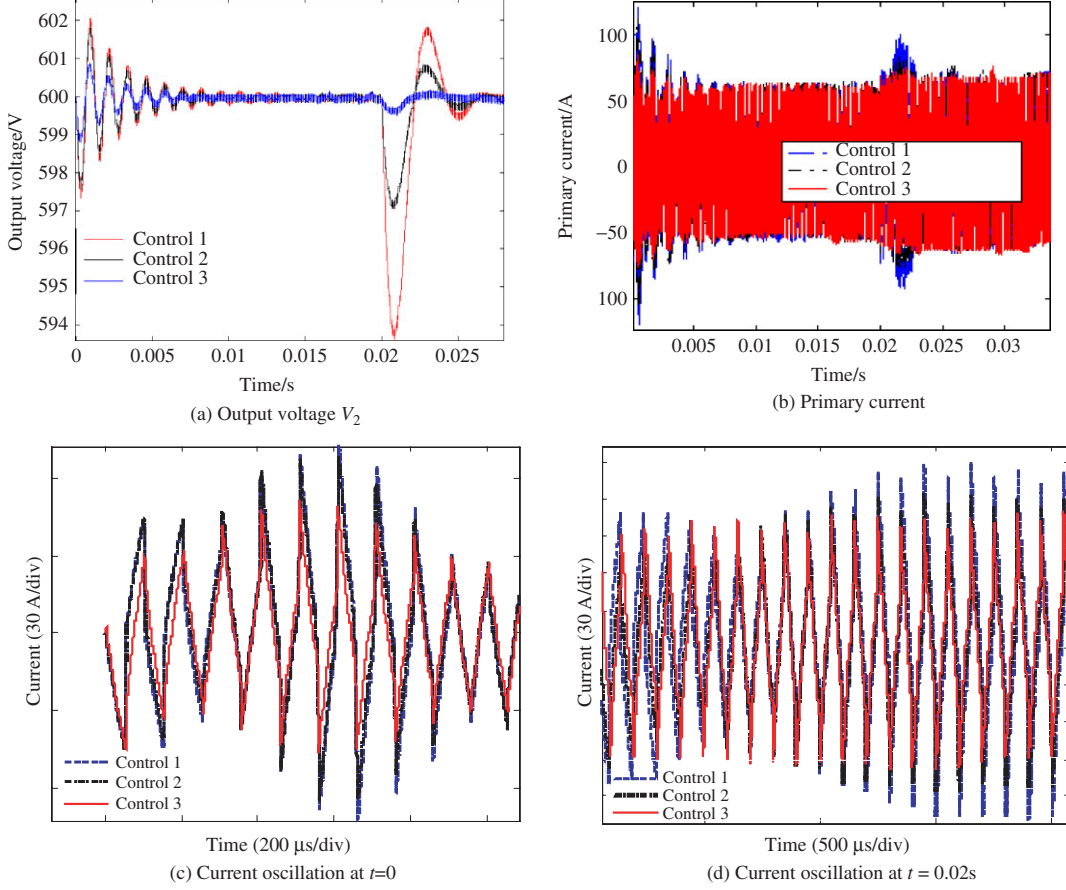 602
601
600
599
598
597
596
595
594
Output voltage/V
Control 1
Control 2
Control 3
0
0.005
0.01
0.015
0.02
0.025
Time/s
(a) Output voltage V2
100
50
0
−50
100
Primary current/A
Control 1
Control 2
Control 3
0.005
0.01
0.015
0.02
0.025
0.03
Time/s
(b) Primary current
Current (30 A/div)
Control 1
Control 2
Control 3
Time (200 μs/div)
(c) Current oscillation at t=0
Current (30 A/div)
Control 1
Control 2
Control 3
Time (500 μs/div)
(d) Current oscillation at t = 0.02s